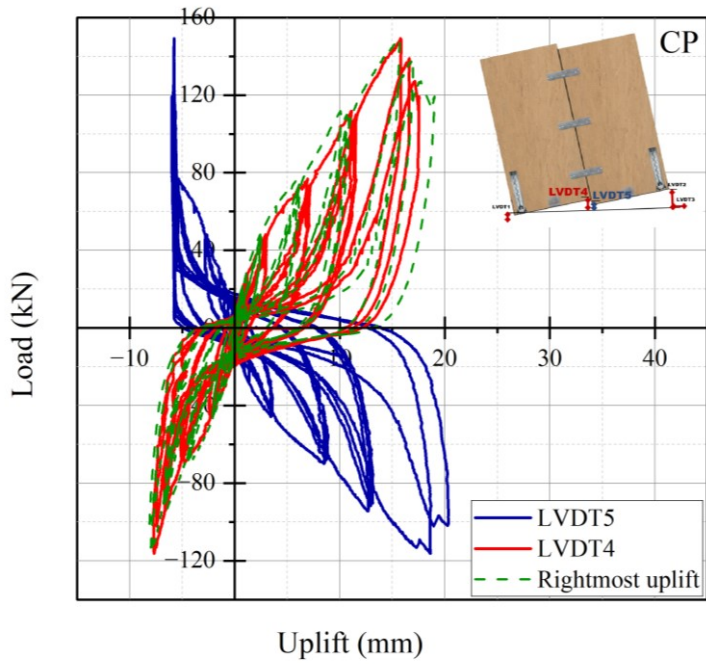 160
CP
120
LVDT4
LVDT5
LVDT1
LVDT2
LVDT3
80
40
0
−10
10
20
30
40
−80
−120
Load (kN)
LVDT5
LVDT4
Rightmost uplift
Uplift (mm)